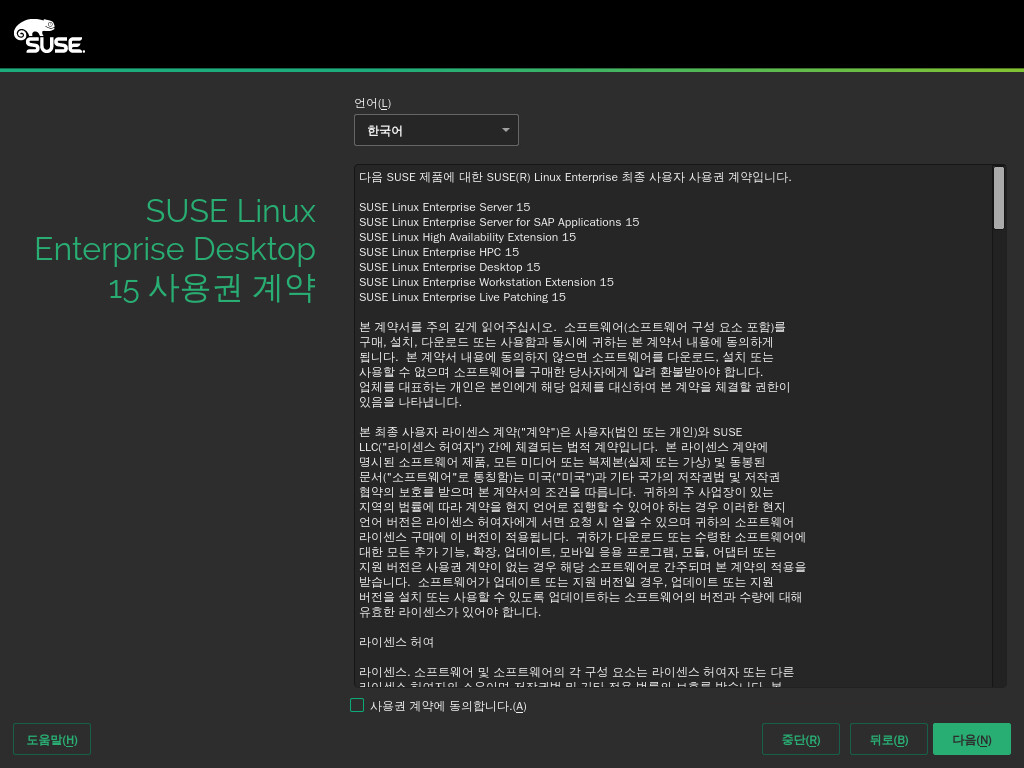 SUSE
언어(L)
한국어
SUSE Linux
Enterprise Desktop
15 사용권 계약
다음 SUSE 제품에 대한 SUSE(R) Linux Enterprise 최종 사용자 사용권 계약입니다.
SUSE Linux Enterprise Server 15
SUSE Linux Enterprise Server for SAP Applications 15
SUSE Linux High Availability Extension 15
SUSE Linux Enterprise HPC 15
SUSE Linux Enterprise Desktop 15
SUSE Linux Enterprise Workstation Extension 15
SUSE Linux Enterprise Live Patching 15
본 계약서를 주의 깊게 읽어주십시오.  소프트웨어(소프트웨어 구성 요소 포함)를
구매, 설치, 다운로드 또는 사용함과 동시에 귀하는 본 계약서 내용에 동의하게
됩니다.  본 계약서 내용에 동의하지 않으면 소프트웨어를 다운로드, 설치 또는
사용할 수 없으며 소프트웨어를 구매한 당사자에게 알려 환불받아야 합니다.
업체를 대표하는 개인은 본인에게 해당 업체를 대신하여 본 계약을 체결할 권한이
있음을 나타냅니다.
본 최종 사용자 라이센스 계약("계약")은 사용자(법인 또는 개인)와 SUSE
LLC("라이센스 허여자") 간에 체결되는 법적 계약입니다.  본 라이센스 계약에
명시된 소프트웨어 제품, 모든 미디어 또는 복제본(실제 또는 가상) 및 동봉된
문서("소프트웨어"로 통칭함)는 미국("미국")과 기타 국가의 저작권법 및 저작권
협약의 보호를 받으며 본 계약서의 조건을 따릅니다.  귀하의 주 사업장이 있는
지역의 법률에 따라 계약을 현지 언어로 집행할 수 있어야 하는 경우 이러한 현지
언어 버전은 라이센스 허여자에게 서면 요청 시 얻을 수 있으며 귀하의 소프트웨어
라이센스 구매에 이 버전이 적용됩니다.  귀하가 다운로드 또는 수령한 소프트웨어에
대한 모든 추가 기능, 확장, 업데이트, 모바일 응용 프로그램, 모듈, 어댑터 또는
지원 버전은 사용권 계약이 없는 경우 해당 소프트웨어로 간주되며 본 계약의 적용을
받습니다.  소프트웨어가 업데이트 또는 지원 버전일 경우, 업데이트 또는 지원
버전을 설치 또는 사용할 수 있도록 업데이트하는 소프트웨어의 버전과 수량에 대해
유효한 라이센스가 있어야 합니다.
라이센스 허여
라이센스. 소프트웨어 및 소프트웨어의 각 구성 요소는 라이센스 허여자 또는 다른
라이센스 허여자의 소유이며 저작권법 및 기타 적용 법률의 보호를 받습니다. 본
사용권 계약에 동의합니다.(A)
도움말(H)
중단(R)
뒤로(B)
다음(N)